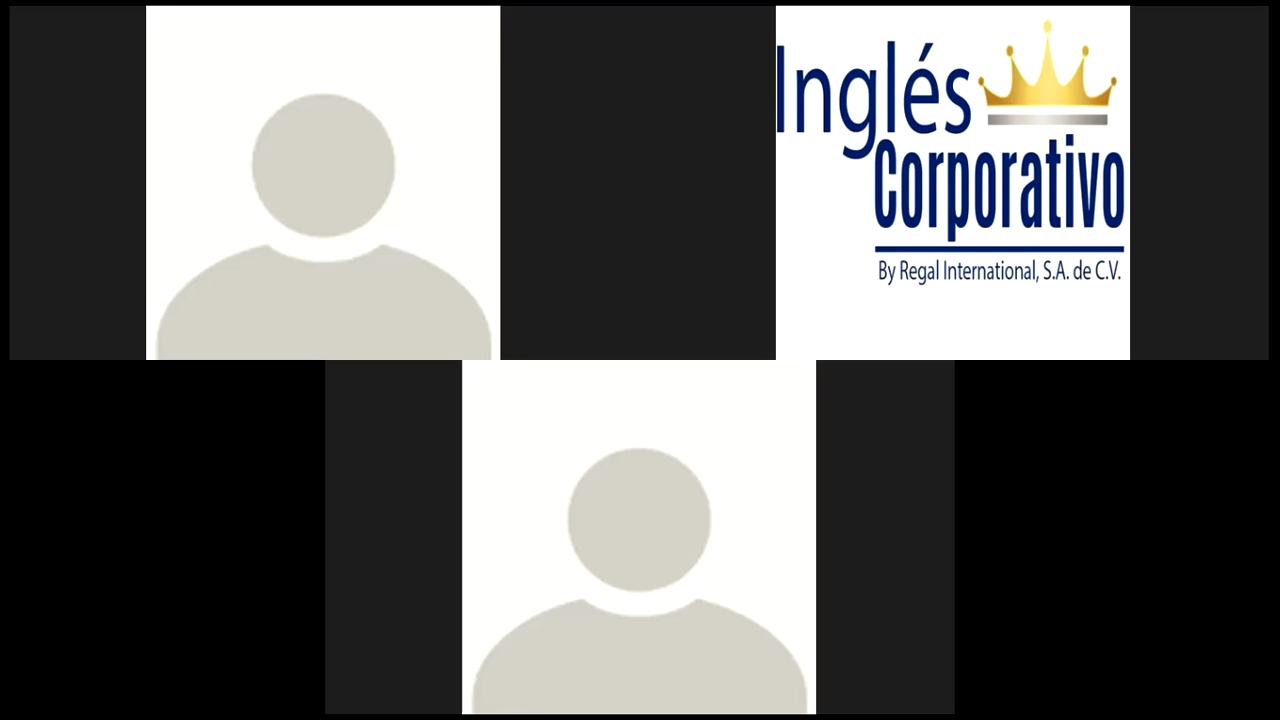 Inglés
Corporativo
By Regal International, S.A. de C.V.